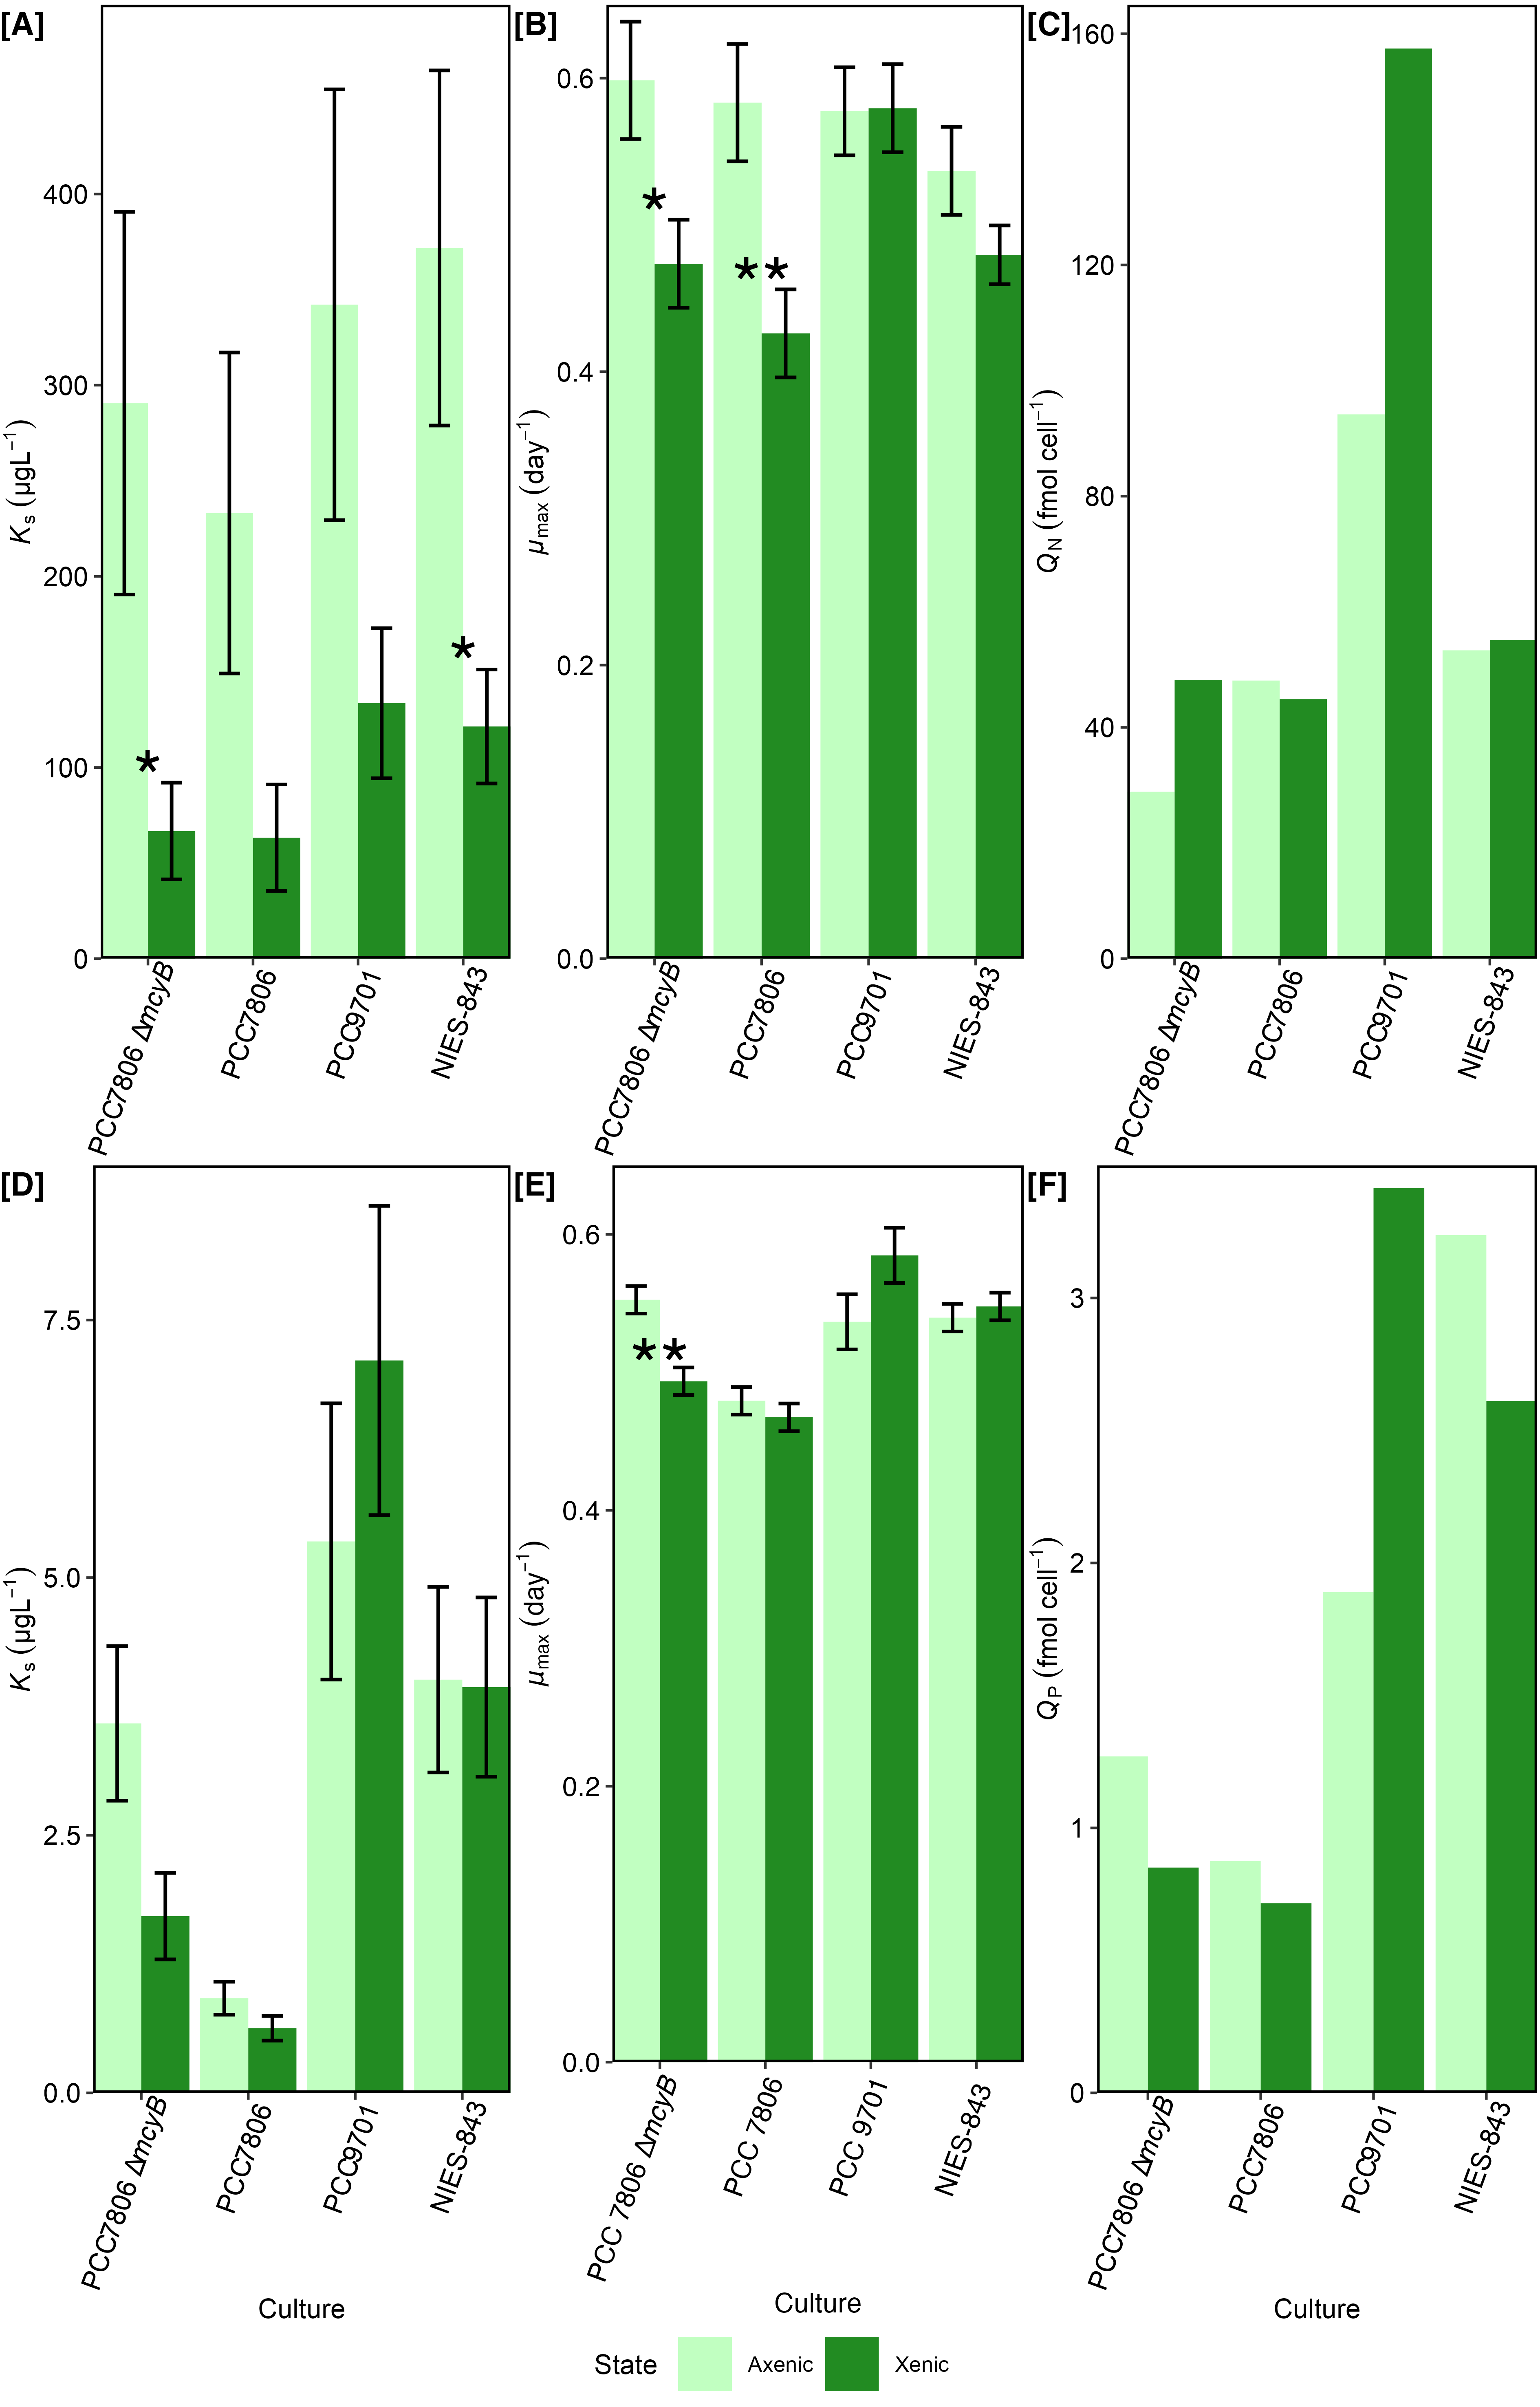 [A]
400
300
200
100
0
Ks (µgL−1)
PCC7806 ΔmcyB
PCC7806
PCC9701
NIES-843
[B]
0.6
0.4
0.2
0.0
μmax (day−1)
PCC7806 ΔmcyB
PCC7806
PCC9701
NIES-843
[C]
160
120
80
40
0
QN (fmol cell−1)
PCC7806 ΔmcyB
PCC7806
PCC9701
NIES-843
[D]
7.5
5.0
2.5
0.0
Ks (µgL−1)
PCC7806 ΔmcyB
PCC7806
PCC9701
NIES-843
Culture
[E]
0.6
0.4
0.2
0.0
μmax (day−1)
PCC 7806 ΔmcyB
PCC 7806
PCC 9701
NIES-843
Culture
[F]
3
2
1
0
QP (fmol cell−1)
PCC7806 ΔmcyB
PCC7806
PCC9701
NIES-843
Culture
State Axenic Xenic